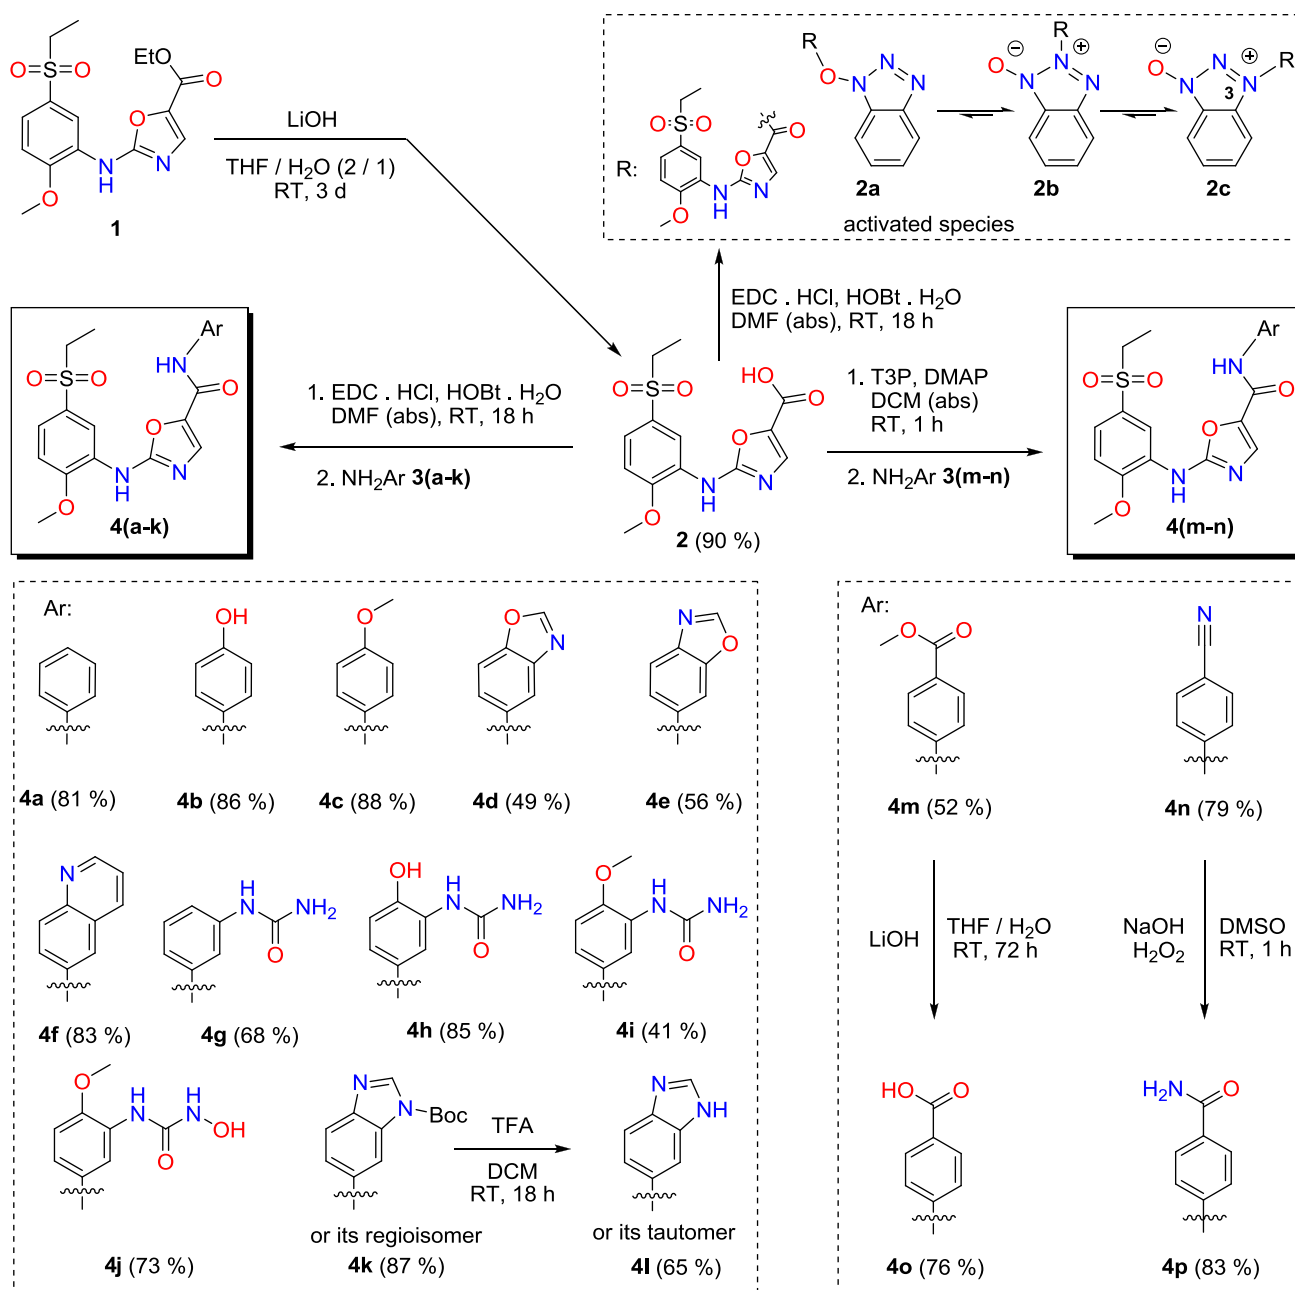 EtO
O
O S O
O
N
N
H
O
1
LiOH
THF / H₂O (2 / 1)
RT, 3 d
R:
O S O
O
O
N
N
H
O
R
O
N N
N
2a
⊖
O
R
N ⊕
N
N
2b
⊖
O
N
N ⊕
N
3
R
2c
activated species
EDC . HCl, HOBt . H₂O
DMF (abs), RT, 18 h
Ar
HN
O
O S O
O
N
N
H
O
4(a-k)
1. EDC . HCl, HOBt . H₂O
DMF (abs), RT, 18 h
2. NH₂Ar 3(a-k)
HO
O
O S O
O
N
N
H
O
2 (90 %)
1. T3P, DMAP
DCM (abs)
RT, 1 h
2. NH₂Ar 3(m-n)
Ar
HN
O
O S O
O
N
N
H
O
4(m-n)
Ar:
OH
O
O
N
N
O
4a (81 %)
4b (86 %)
4c (88 %)
4d (49 %)
4e (56 %)
N
H
N
NH₂
O
OH
H
N
NH₂
O
O
H
N
NH₂
O
4f (83 %)
4g (68 %)
4h (85 %)
4i (41 %)
O
H
N
H
N
OH
O
N
N
Boc
TFA
DCM
RT, 18 h
N
NH
or its regioisomer
or its tautomer
4j (73 %)
4k (87 %)
4l (65 %)
Ar:
O
O
N
4m (52 %)
4n (79 %)
LiOH
THF / H₂O
RT, 72 h
NaOH
H₂O₂
DMSO
RT, 1 h
HO
O
H₂N
O
4o (76 %)
4p (83 %)